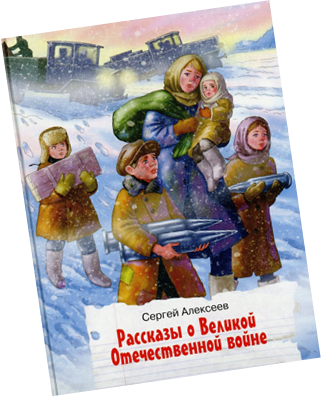 Сергей Алексеев
Рассказы о Великой
Отечественной войне